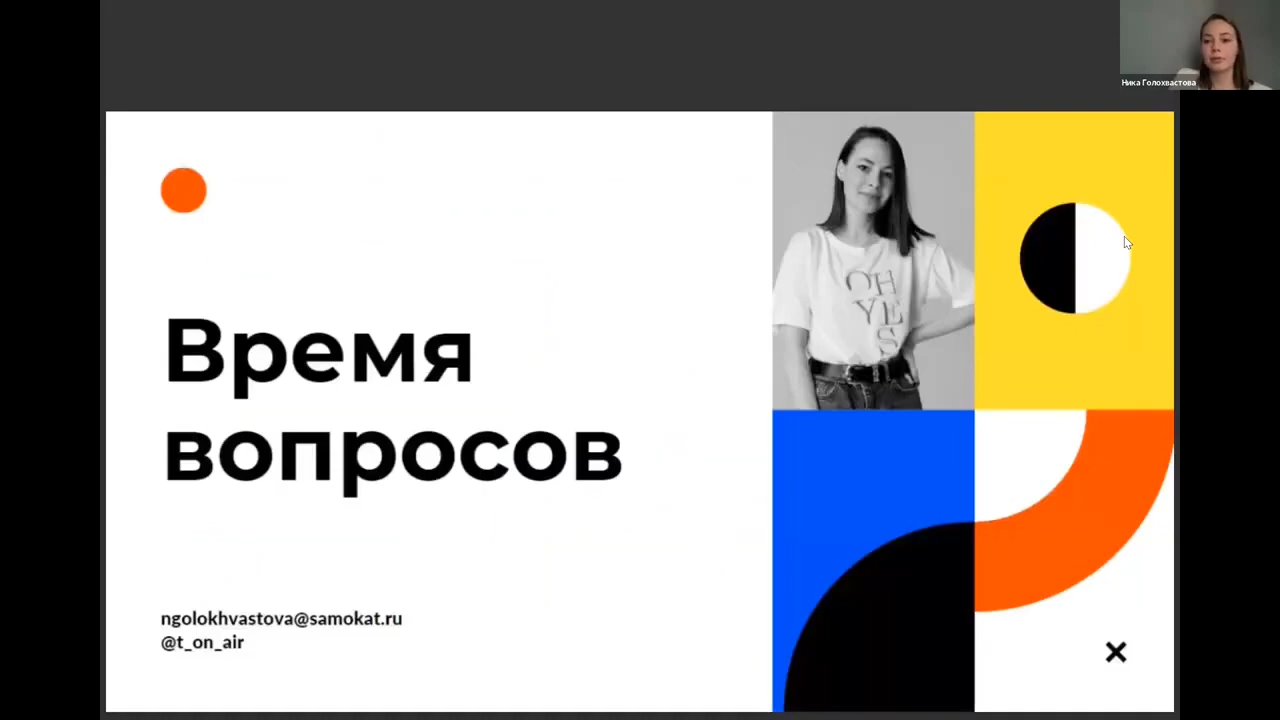 Ника Голохвастова
OH
YE
S
Время
вопросов
ngolokhvastova@samokat.ru
@t_on_air